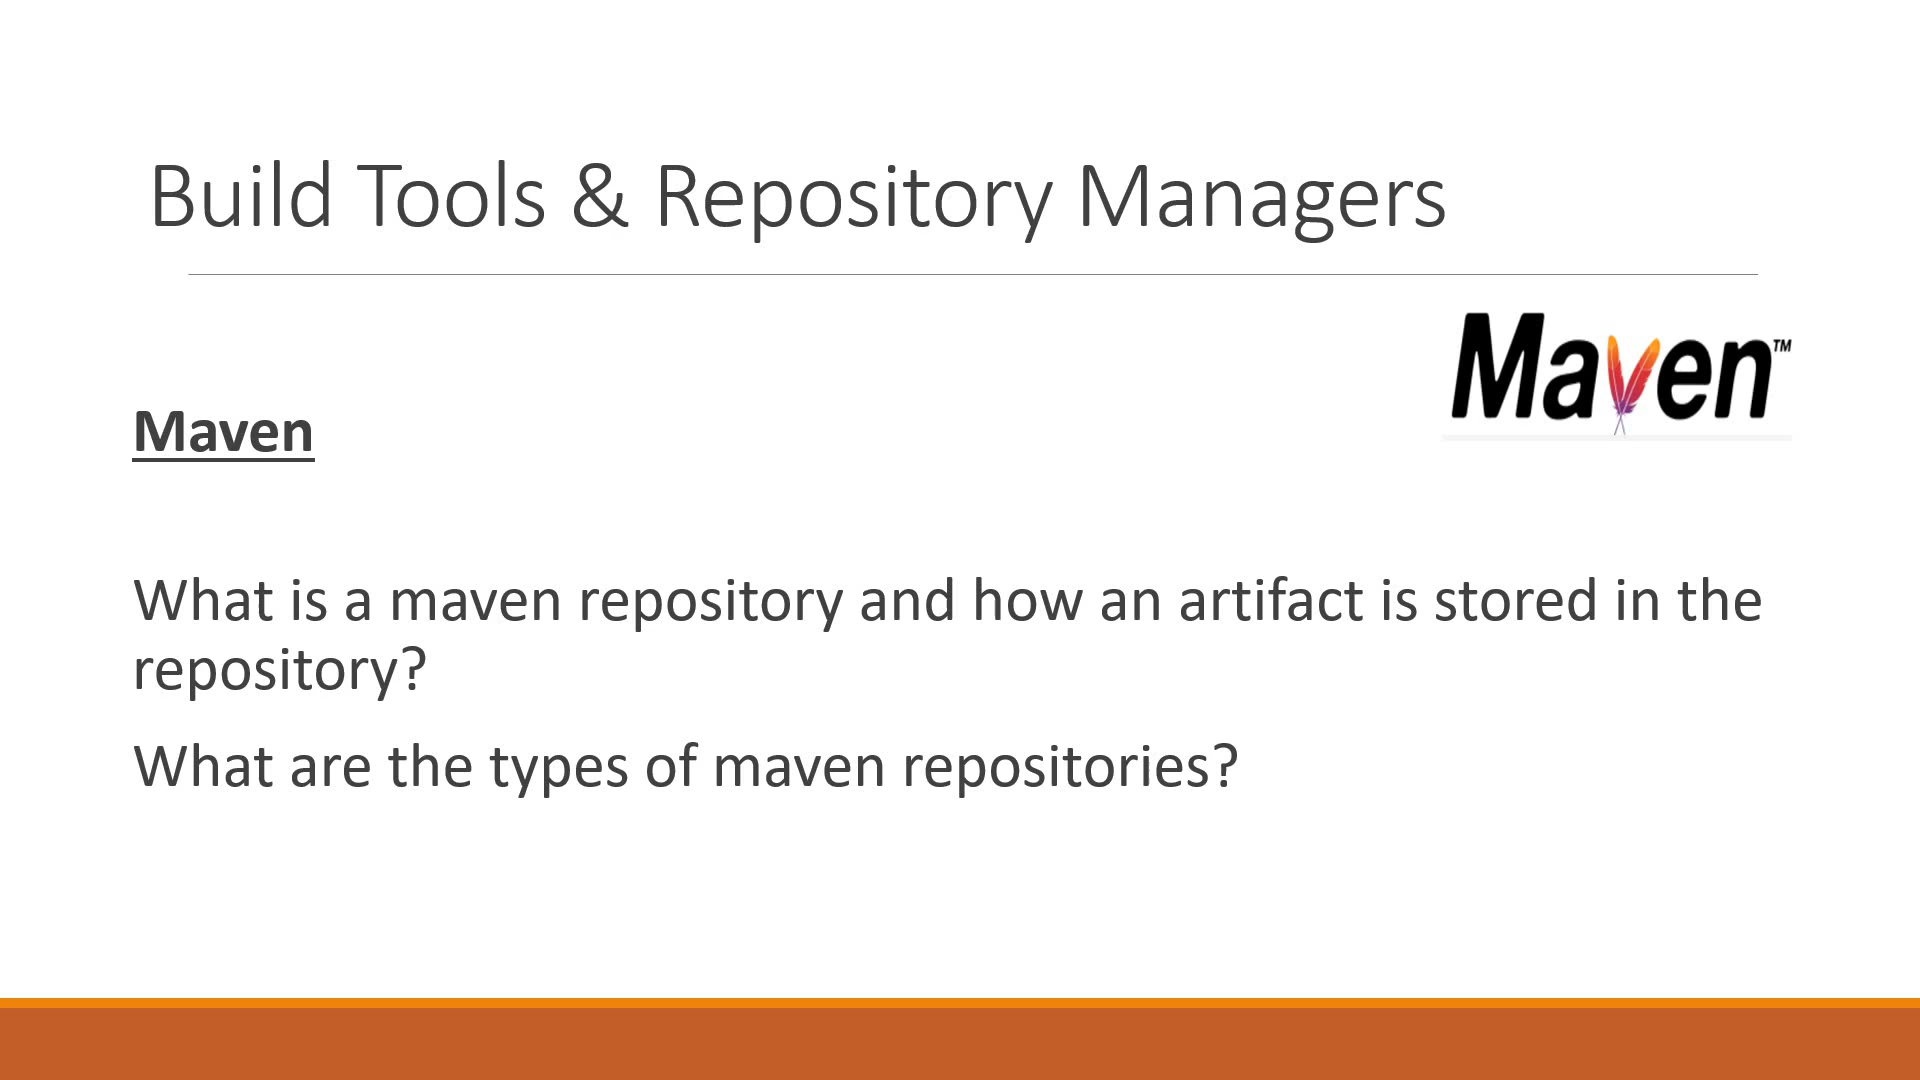 Build Tools & Repository Managers
Maven™
Maven
What is a maven repository and how an artifact is stored in the
repository?
What are the types of maven repositories?